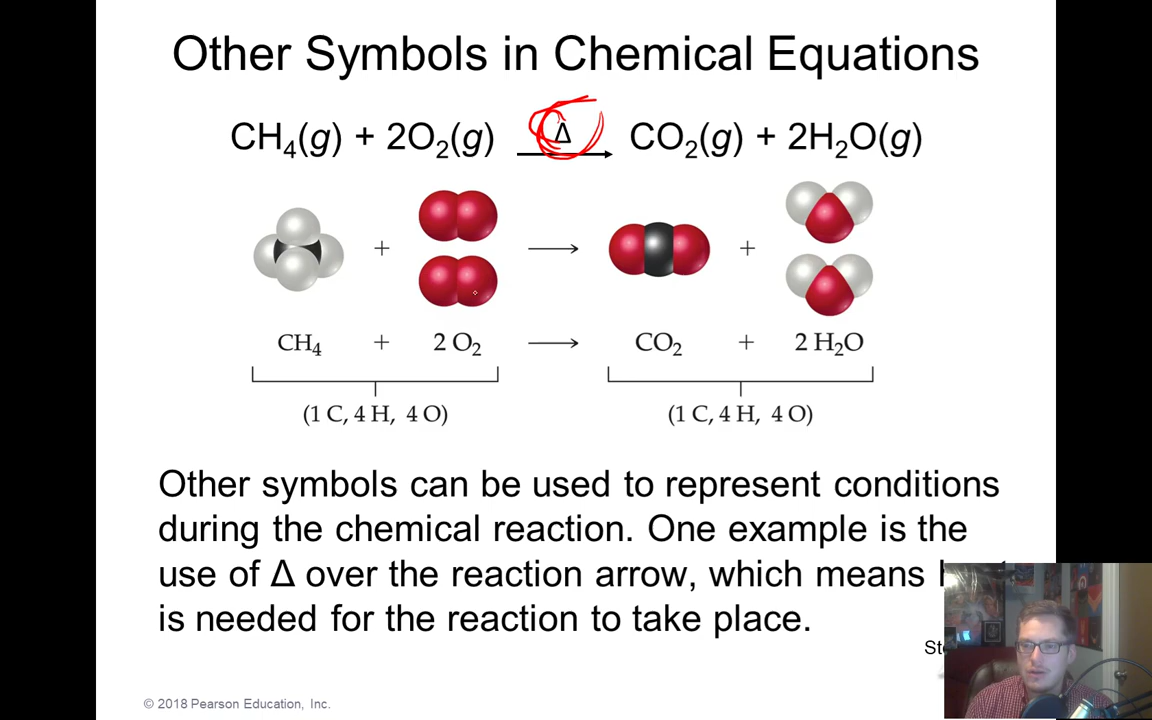 Other Symbols in Chemical Equations
CH₄(g) + 2O₂(g) Δ → CO₂(g) + 2H₂O(g)
+ → +
CH₄ + 2 O₂ → CO₂ + 2 H₂O
(1 C, 4 H, 4 O) (1 C, 4 H, 4 O)
Other symbols can be used to represent conditions
during the chemical reaction. One example is the
use of Δ over the reaction arrow, which means
is needed for the reaction to take place.
© 2018 Pearson Education, Inc.